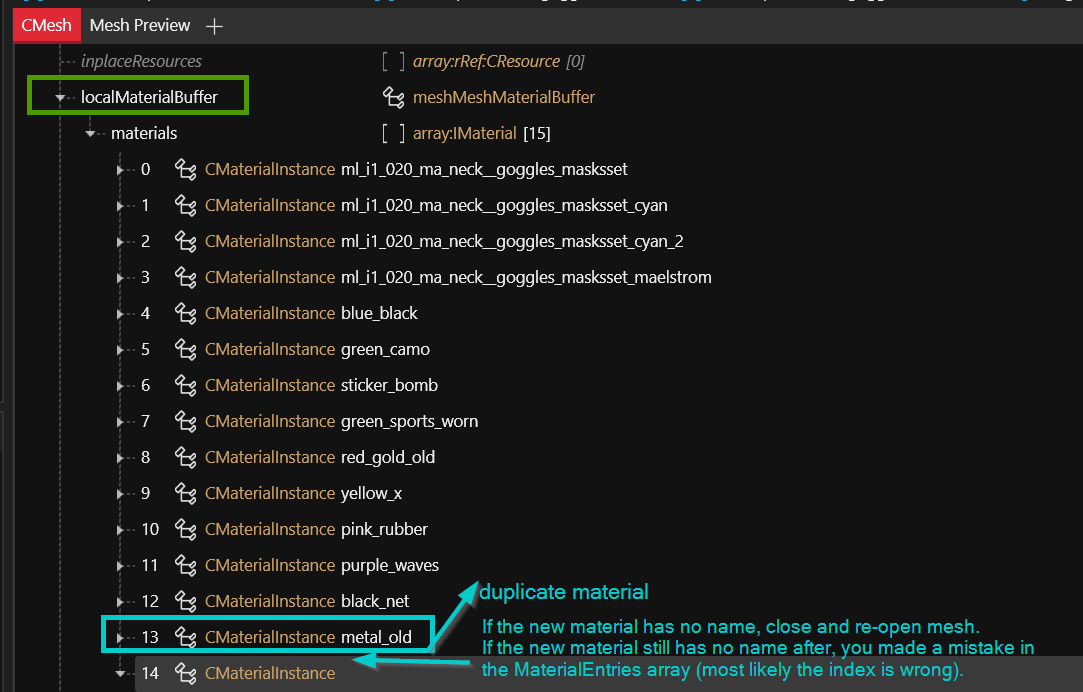 CMesh Mesh Preview +
inplaceResources [ ] array:rRef:CResource [0]
localMaterialBuffer meshMeshMaterialBuffer
materials [ ] array:IMaterial [15]
0 CMaterialInstance ml_i1_020_ma_neck__goggles_masksset
1 CMaterialInstance ml_i1_020_ma_neck__goggles_masksset_cyan
2 CMaterialInstance ml_i1_020_ma_neck__goggles_masksset_cyan_2
3 CMaterialInstance ml_i1_020_ma_neck__goggles_masksset_maelstrom
4 CMaterialInstance blue_black
5 CMaterialInstance green_camo
6 CMaterialInstance sticker_bomb
7 CMaterialInstance green_sports_worn
8 CMaterialInstance red_gold_old
9 CMaterialInstance yellow_x
10 CMaterialInstance pink_rubber
11 CMaterialInstance purple_waves
12 CMaterialInstance black_net
duplicate material
13 CMaterialInstance metal_old
If the new material has no name, close and re-open mesh.
If the new material still has no name after, you made a mistake in
the MaterialEntries array (most likely the index is wrong).
14 CMaterialInstance